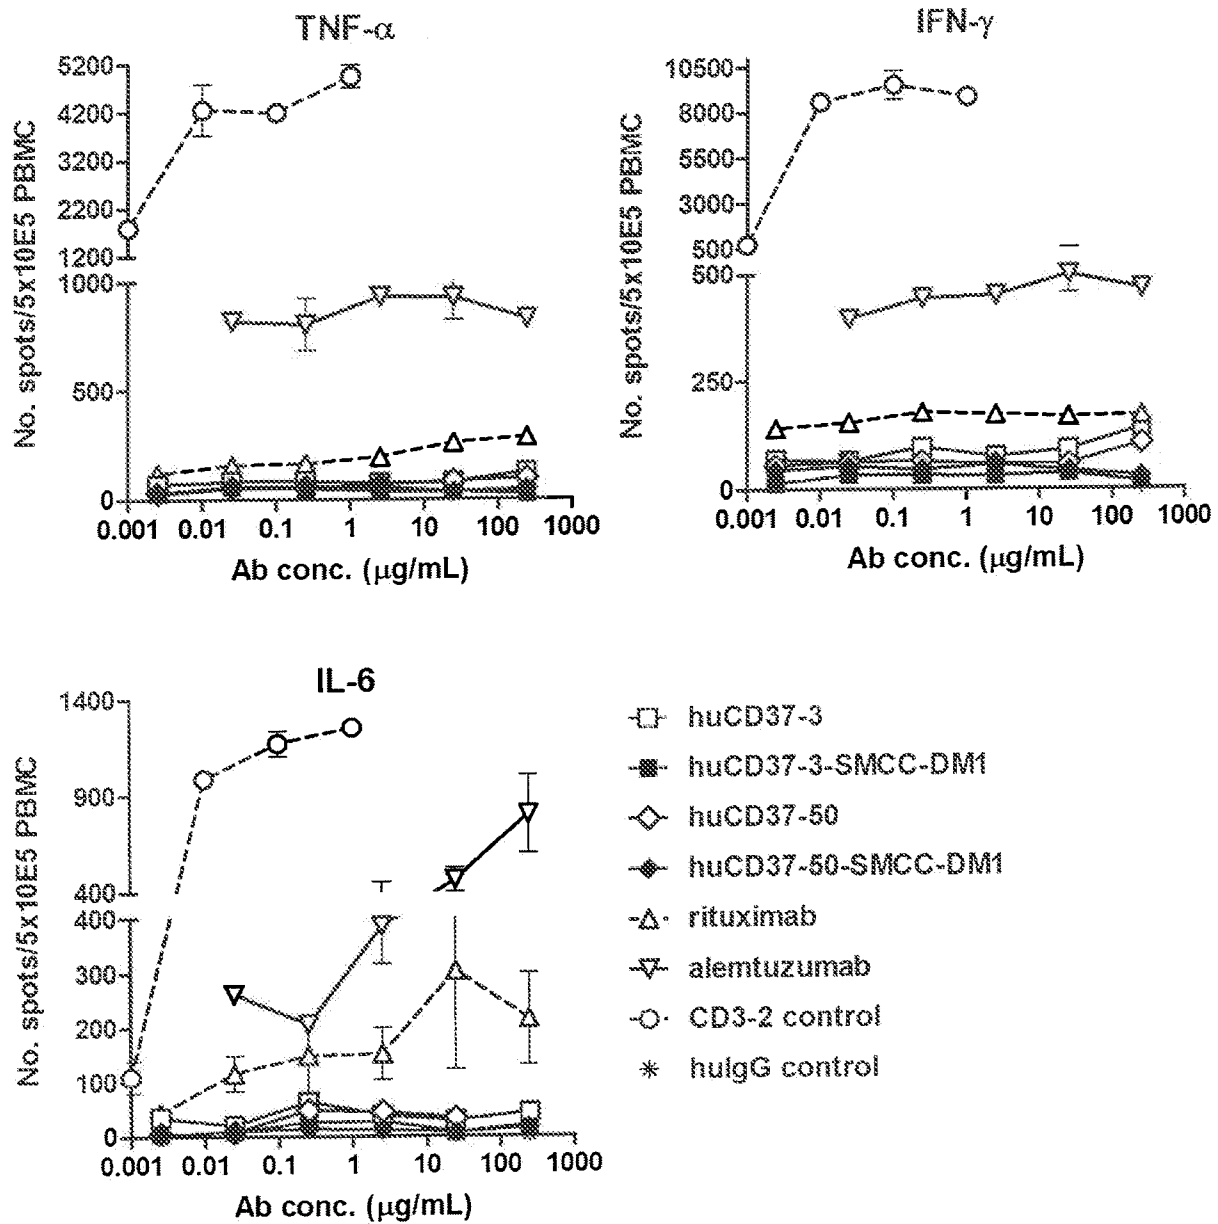 TNF-α
No. spots/5x10E5 PBMC
5200
4200
3200
2200
1200
1000
500
0
0.001 0.01 0.1 1 10 100 1000
Ab conc. (μg/mL)
IFN-γ
No. spots/5x10E5 PBMC
10500
8000
5500
3000
500
500
250
0
0.001 0.01 0.1 1 10 100 1000
Ab conc. (μg/mL)
IL-6
No. spots/5x10E5 PBMC
1400
900
400
400
300
200
100
0
0.001 0.01 0.1 1 10 100 1000
Ab conc. (μg/mL)
huCD37-3
huCD37-3-SMCC-DM1
huCD37-50
huCD37-50-SMCC-DM1
rituximab
alemtuzumab
CD3-2 control
huIgG control